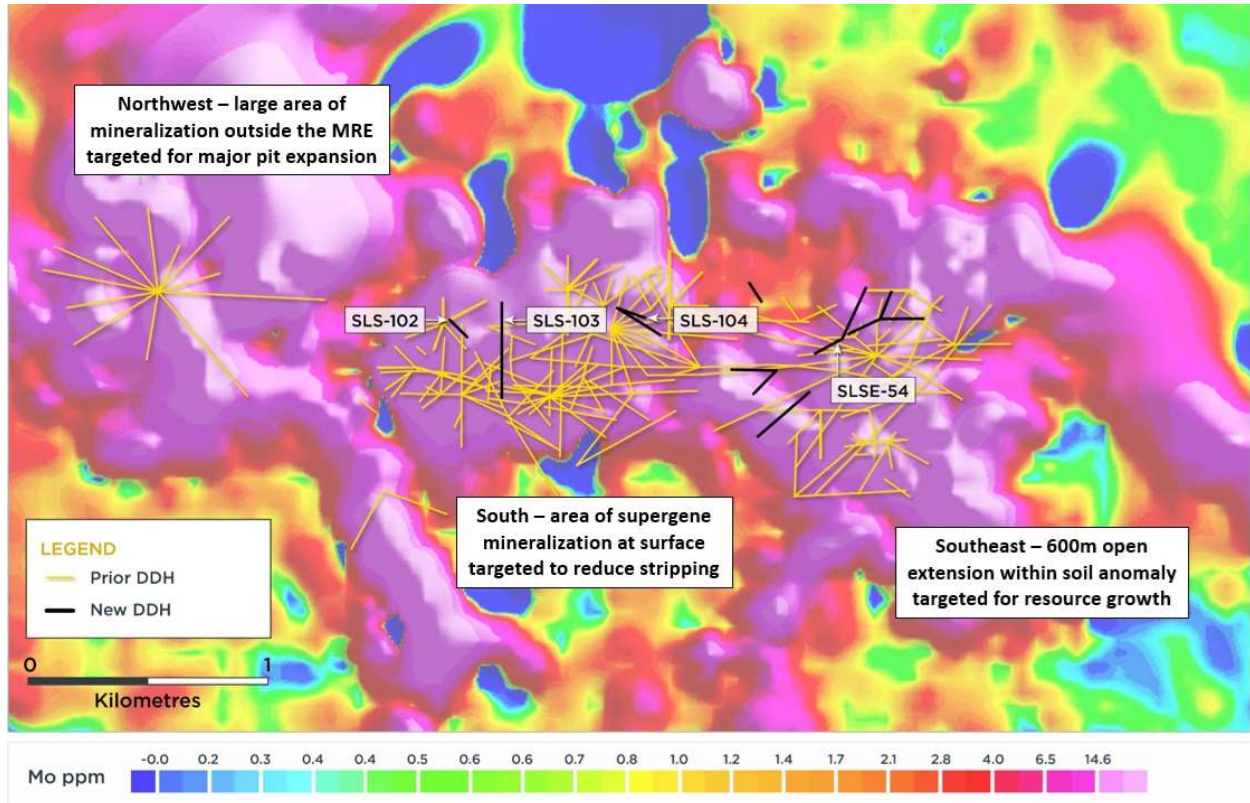 Northwest – large area of
mineralization outside the MRE
targeted for major pit expansion
SLS-102
SLS-103
SLS-104
SLSE-54
South – area of supergene
mineralization at surface
targeted to reduce stripping
Southeast – 600m open
extension within soil anomaly
targeted for resource growth
LEGEND
Prior DDH
New DDH
0 1
Kilometres
Mo ppm -0.0 0.2 0.3 0.4 0.4 0.5 0.6 0.6 0.7 0.8 1.0 1.2 1.4 1.7 2.1 2.8 4.0 6.5 14.6